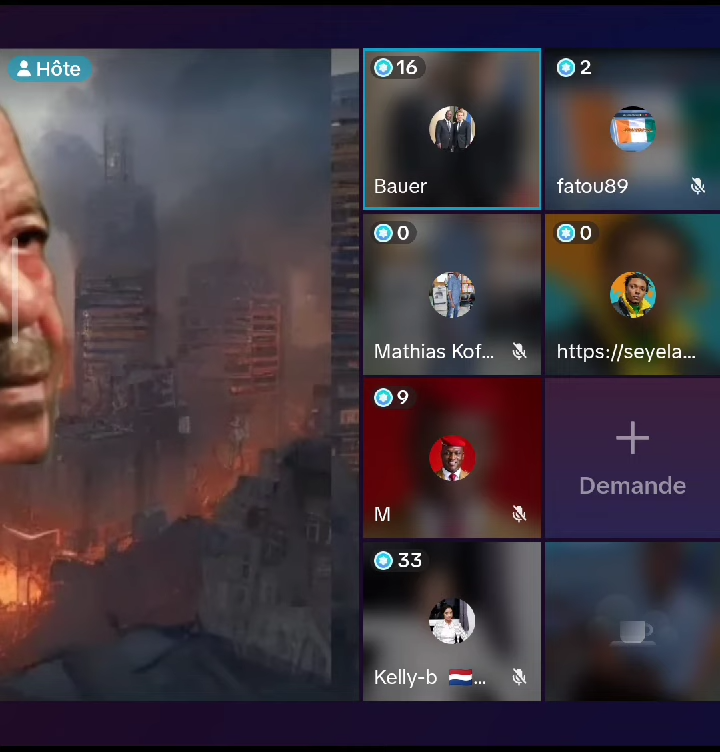 Hôte
16
2
Bauer
fatou89
0
0
Mathias Kof...
https://seyela...
9
M
Demande
33
Kelly-b 🇳🇱...